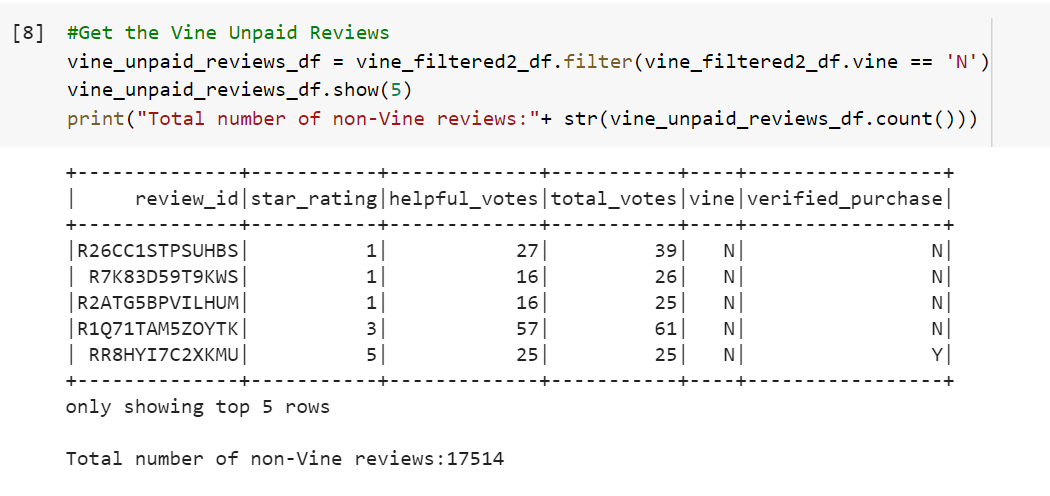 [8] #Get the Vine Unpaid Reviews
vine_unpaid_reviews_df = vine_filtered2_df.filter(vine_filtered2_df.vine == 'N')
vine_unpaid_reviews_df.show(5)
print("Total number of non-Vine reviews:"+ str(vine_unpaid_reviews_df.count()))
+--------------+-----------+-------------+-----------+----+-----------------+
|     review_id|star_rating|helpful_votes|total_votes|vine|verified_purchase|
+--------------+-----------+-------------+-----------+----+-----------------+
|R26CC1STPSUHBS|          1|           27|         39|   N|                N|
| R7K83D59T9KWS|          1|           16|         26|   N|                N|
|R2ATG5BPVILHUM|          1|           16|         25|   N|                N|
|R1Q71TAM5ZOYTK|          3|           57|         61|   N|                N|
| RR8HYI7C2XKMU|          5|           25|         25|   N|                Y|
+--------------+-----------+-------------+-----------+----+-----------------+
only showing top 5 rows
Total number of non-Vine reviews:17514